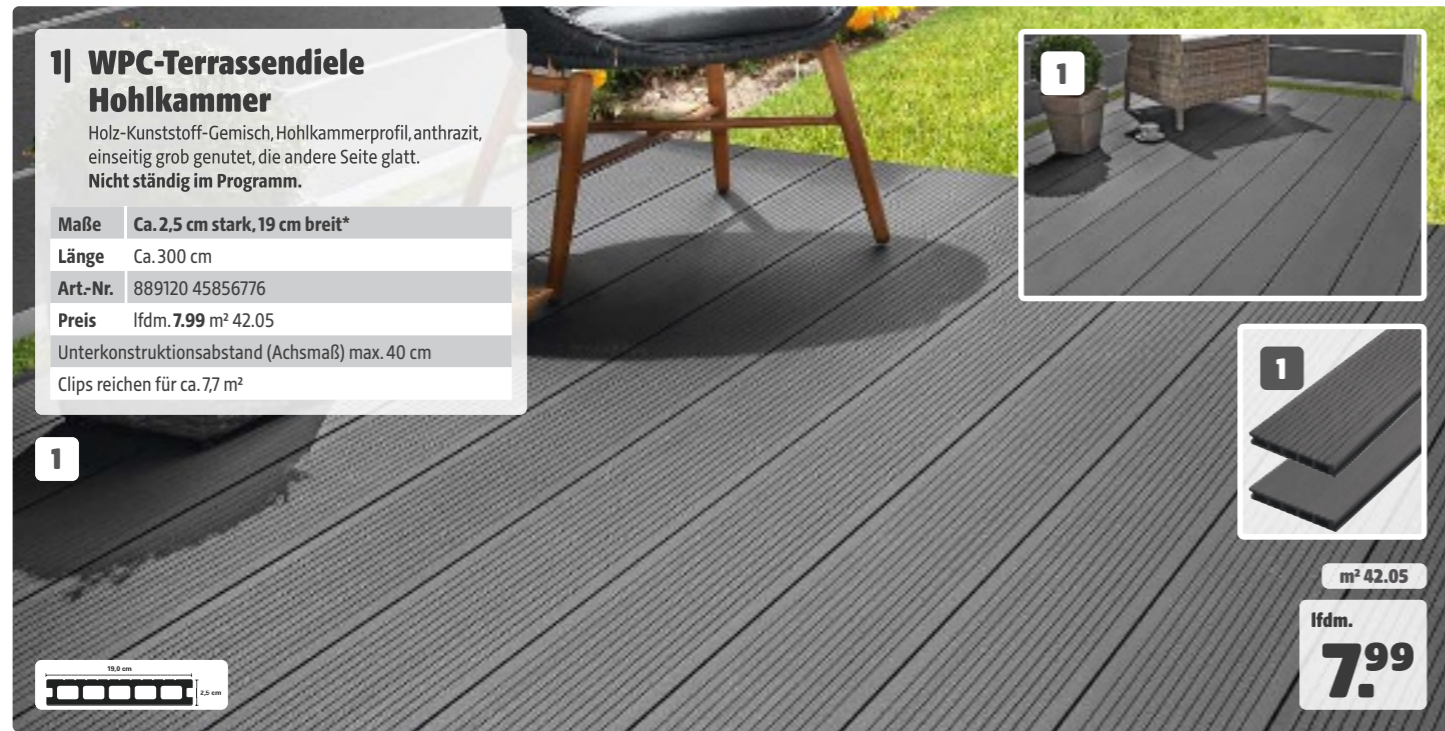 1| WPC-Terrassendiele
Hohlkammer
Holz-Kunststoff-Gemisch, Hohlkammerprofil, anthrazit,
einseitig grob genutet, die andere Seite glatt.
Nicht ständig im Programm.
Maße Ca. 2,5 cm stark, 19 cm breit*
Länge Ca. 300 cm
Art.-Nr. 889120 45856776
Preis lfdm. 7.99 m² 42.05
Unterkonstruktionsabstand (Achsmaß) max. 40 cm
Clips reichen für ca. 7,7 m²
1
1
1
m² 42.05
lfdm.
7.99
19,0 cm
2,5 cm